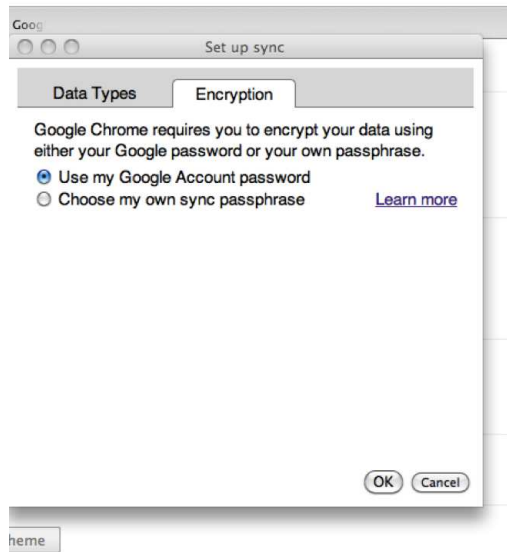 Goog
Set up sync
Data Types
Encryption
Google Chrome requires you to encrypt your data using
either your Google password or your own passphrase.
Use my Google Account password
Choose my own sync passphrase
Learn more
OK
Cancel
heme